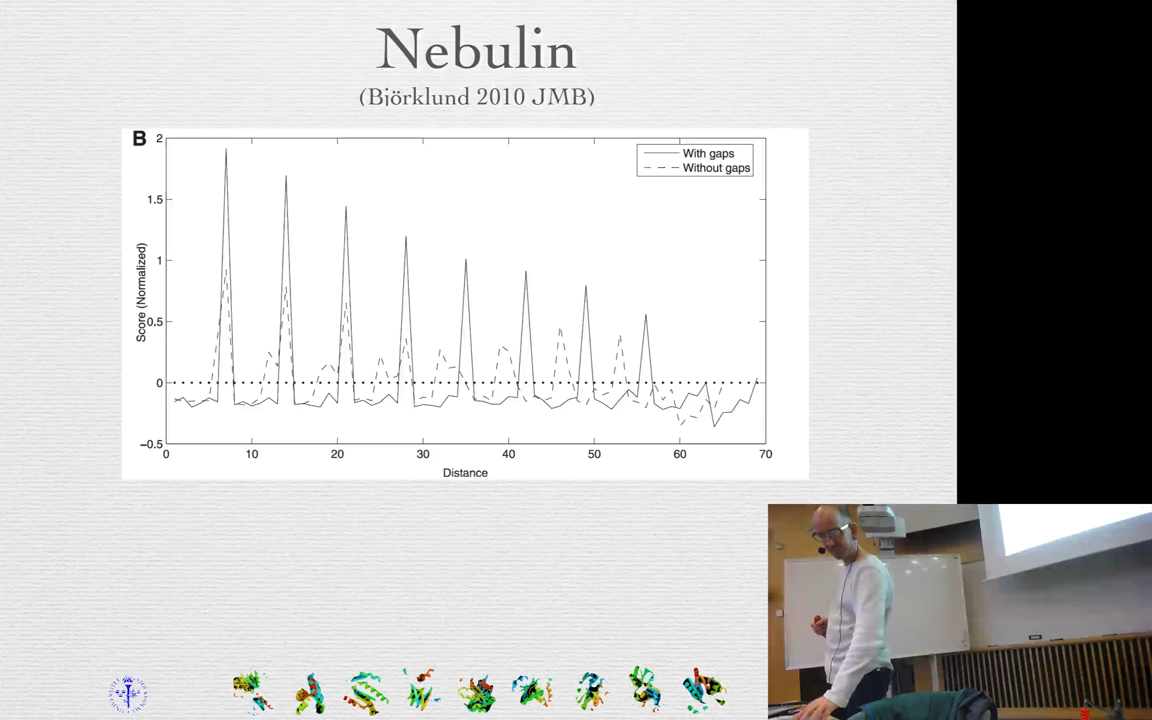 Nebulin
(Björklund 2010 JMB)
B
2
With gaps
Without gaps
1.5
1
Score (Normalized)
0.5
0
−0.5
0 10 20 30 40 50 60 70
Distance